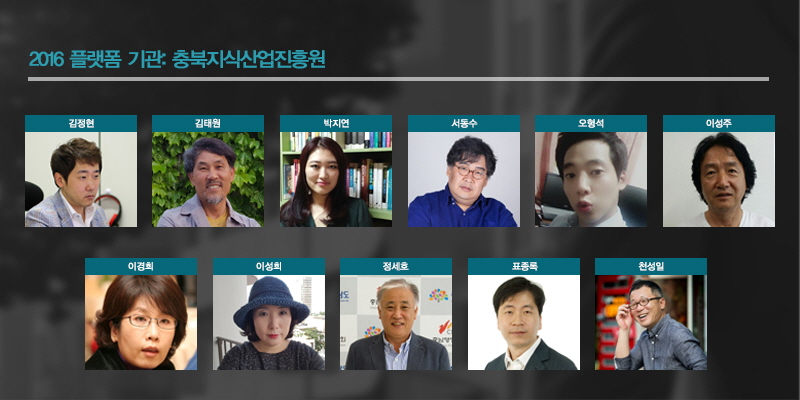 2016 플랫폼 기관: 충북지식산업진흥원
김정현
김태원
박지연
서동수
오형석
이성주
이경희
이성희
정세호
표종록
천성일